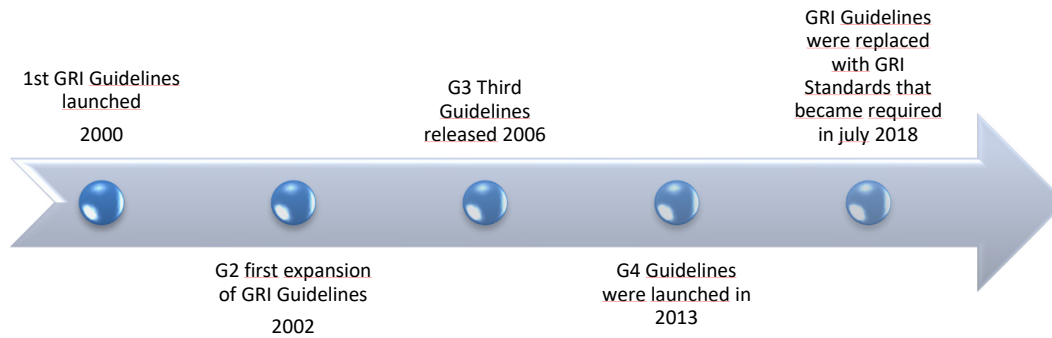 1st GRI Guidelines
launched
2000
G2 first expansion
of GRI Guidelines
2002
G3 Third
Guidelines
released 2006
G4 Guidelines
were launched in
2013
GRI Guidelines
were replaced
with GRI
Standards that
became required
in july 2018